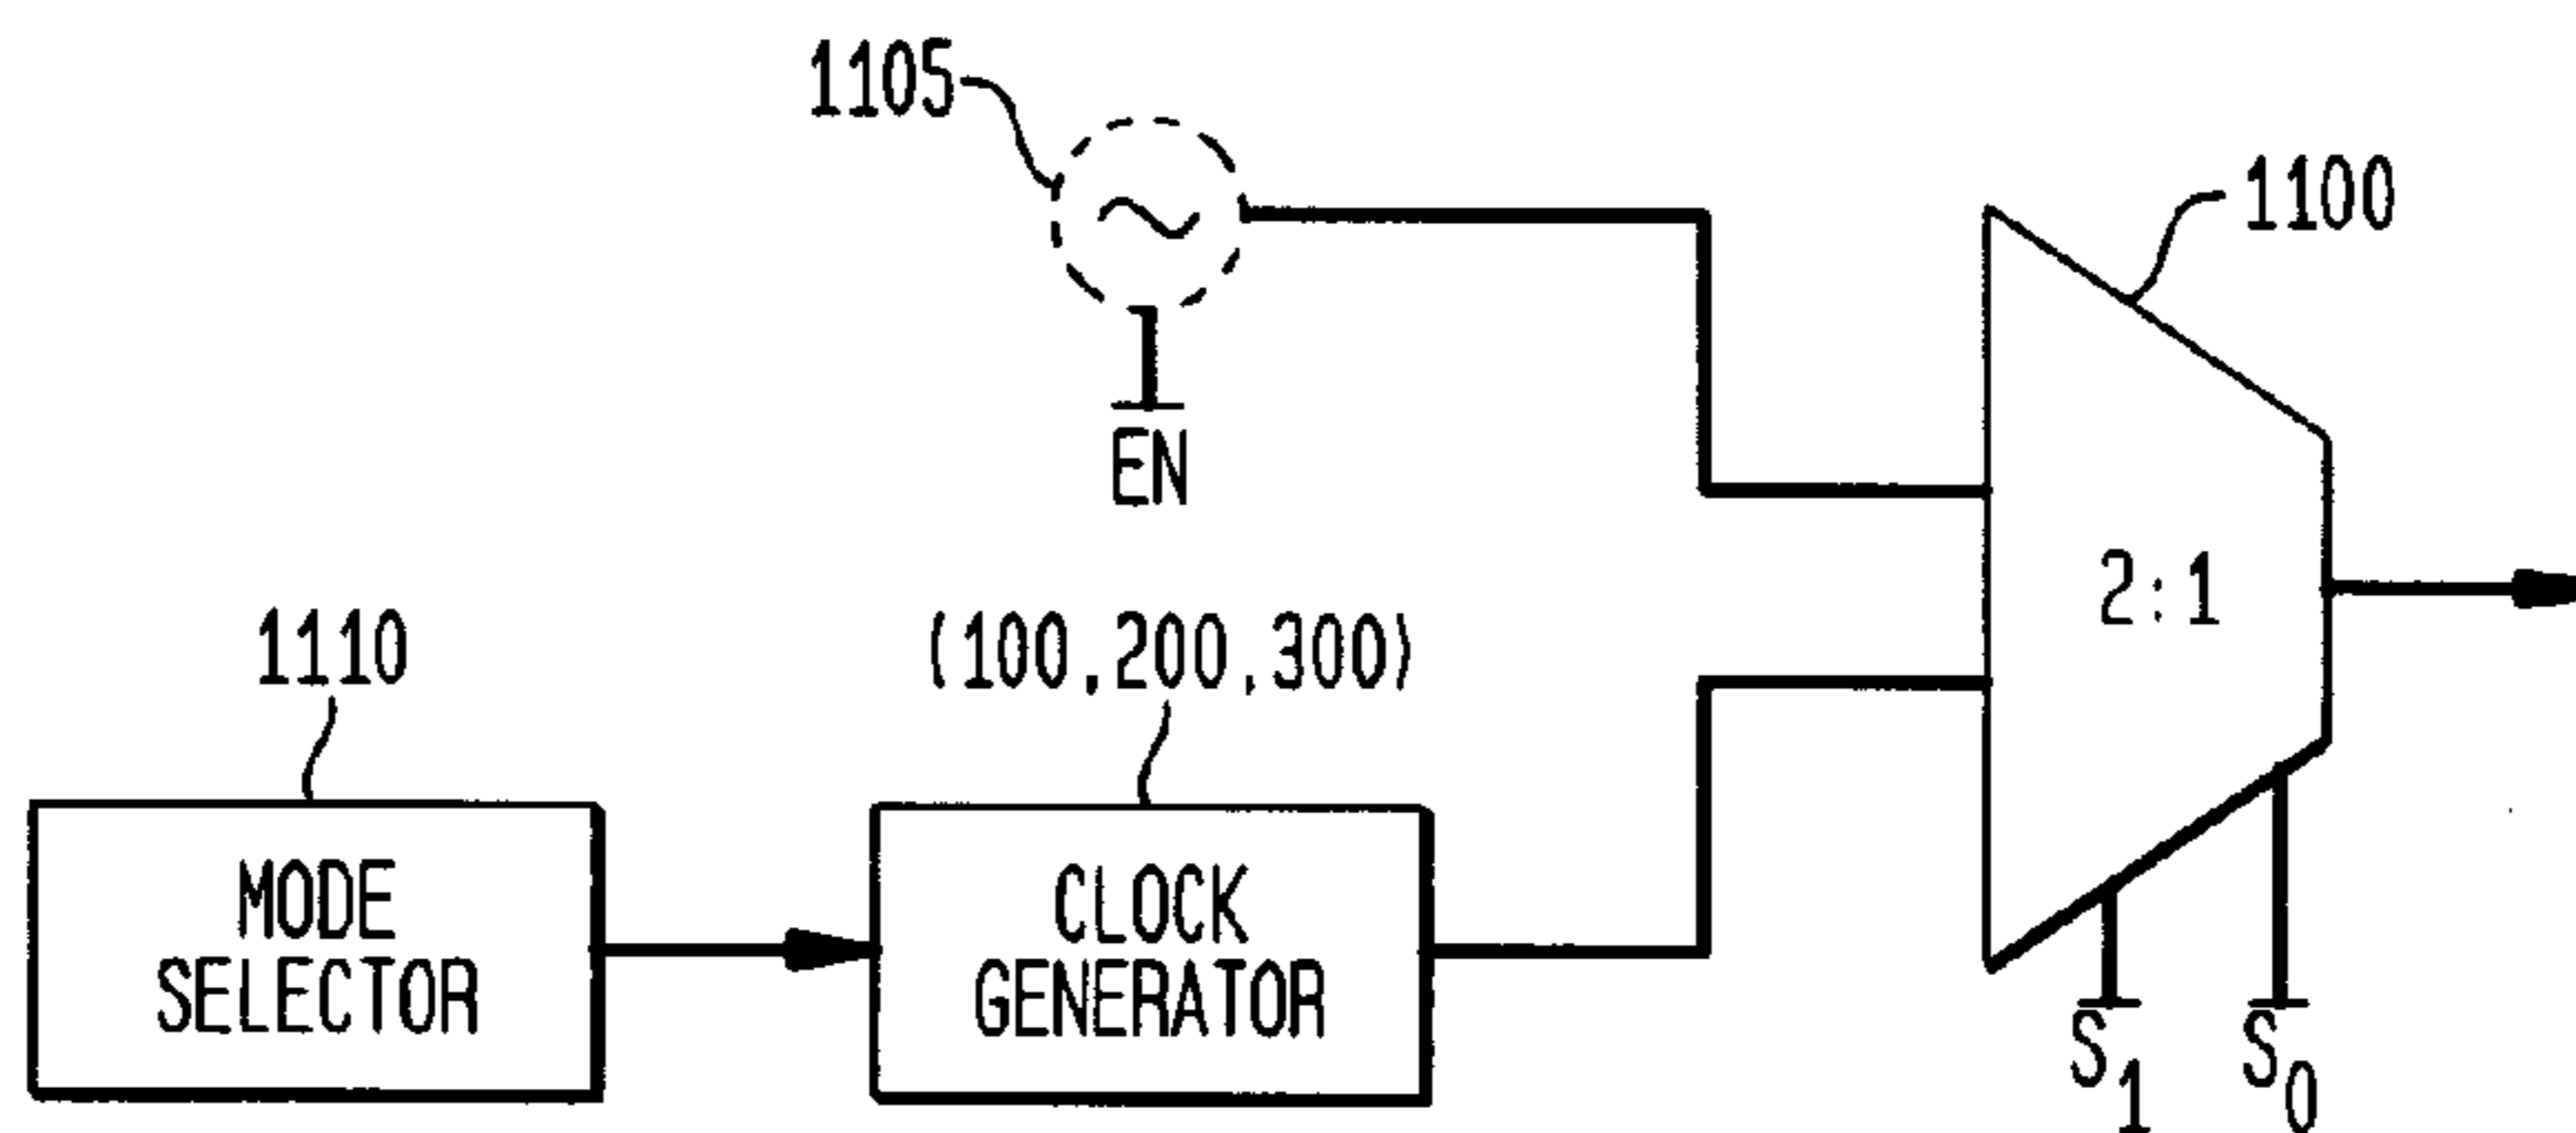 1105
1100
EN
2:1
1110
(100,200,300)
MODE
SELECTOR
CLOCK
GENERATOR
S1
S0